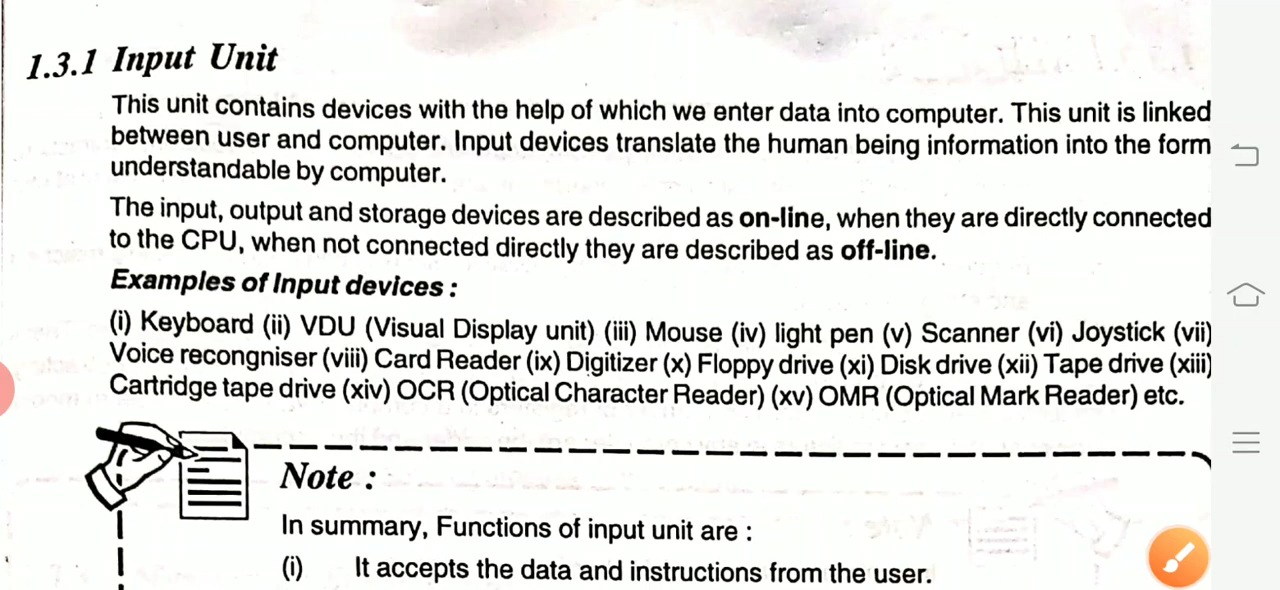 1.3.1 Input Unit
This unit contains devices with the help of which we enter data into computer. This unit is linked
between user and computer. Input devices translate the human being information into the form
understandable by computer.
The input, output and storage devices are described as on-line, when they are directly connected
to the CPU, when not connected directly they are described as off-line.
Examples of Input devices :
(i) Keyboard (ii) VDU (Visual Display unit) (iii) Mouse (iv) light pen (v) Scanner (vi) Joystick (vii)
Voice recongniser (viii) Card Reader (ix) Digitizer (x) Floppy drive (xi) Disk drive (xii) Tape drive (xiii)
Cartridge tape drive (xiv) OCR (Optical Character Reader) (xv) OMR (Optical Mark Reader) etc.
Note :
In summary, Functions of input unit are :
(i) It accepts the data and instructions from the user.